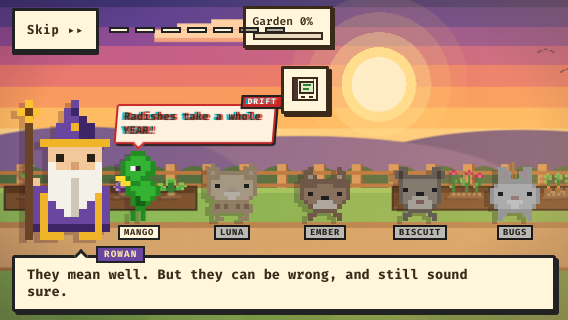 Skip ▸▸
Garden 0%
DRIFT
Radishes take a whole
YEAR!
MANGO
LUNA
EMBER
BISCUIT
BUGS
ROWAN
They mean well. But they can be wrong, and still sound
sure.